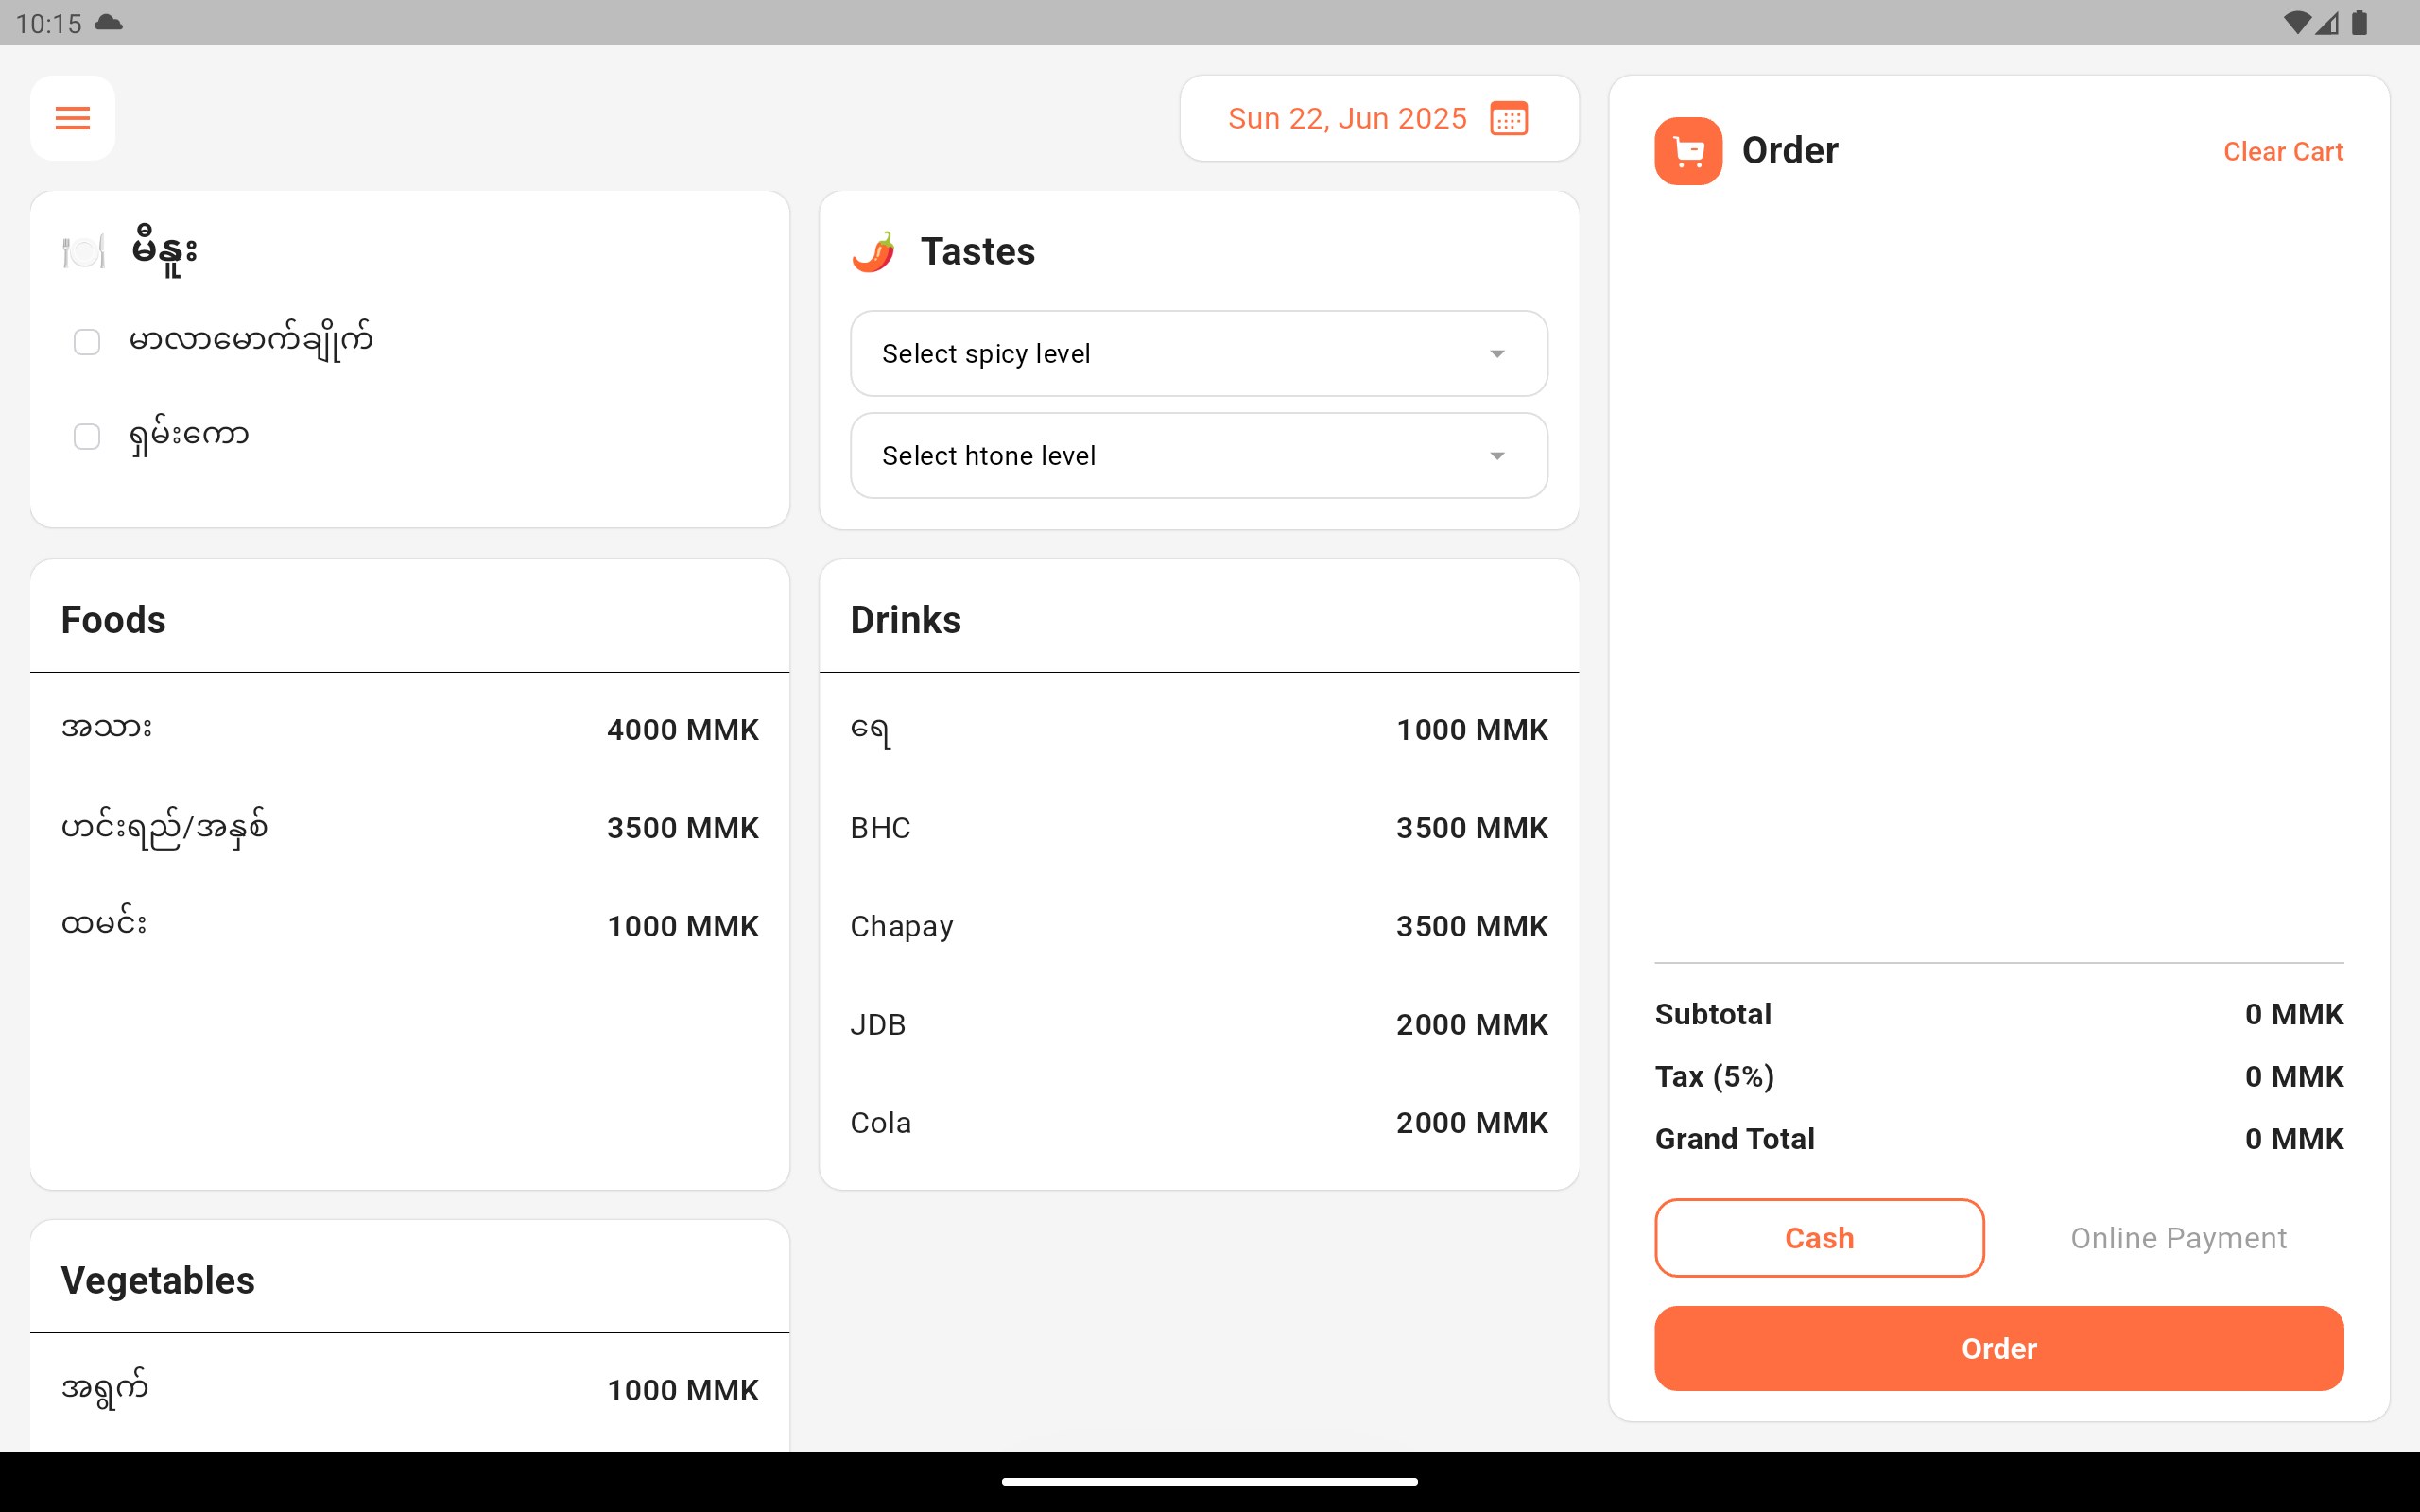 10:15
Sun 22, Jun 2025
မီနူး
မာလာမောက်ချိုက်
ရှမ်းကော
Tastes
Select spicy level
Select htone level
Foods
အသား 4000 MMK
ဟင်းရည်/အနှစ် 3500 MMK
ထမင်း 1000 MMK
Drinks
ရေ 1000 MMK
BHC 3500 MMK
Chapay 3500 MMK
JDB 2000 MMK
Cola 2000 MMK
Vegetables
အရွက် 1000 MMK
Order
Clear Cart
Subtotal 0 MMK
Tax (5%) 0 MMK
Grand Total 0 MMK
Cash
Online Payment
Order